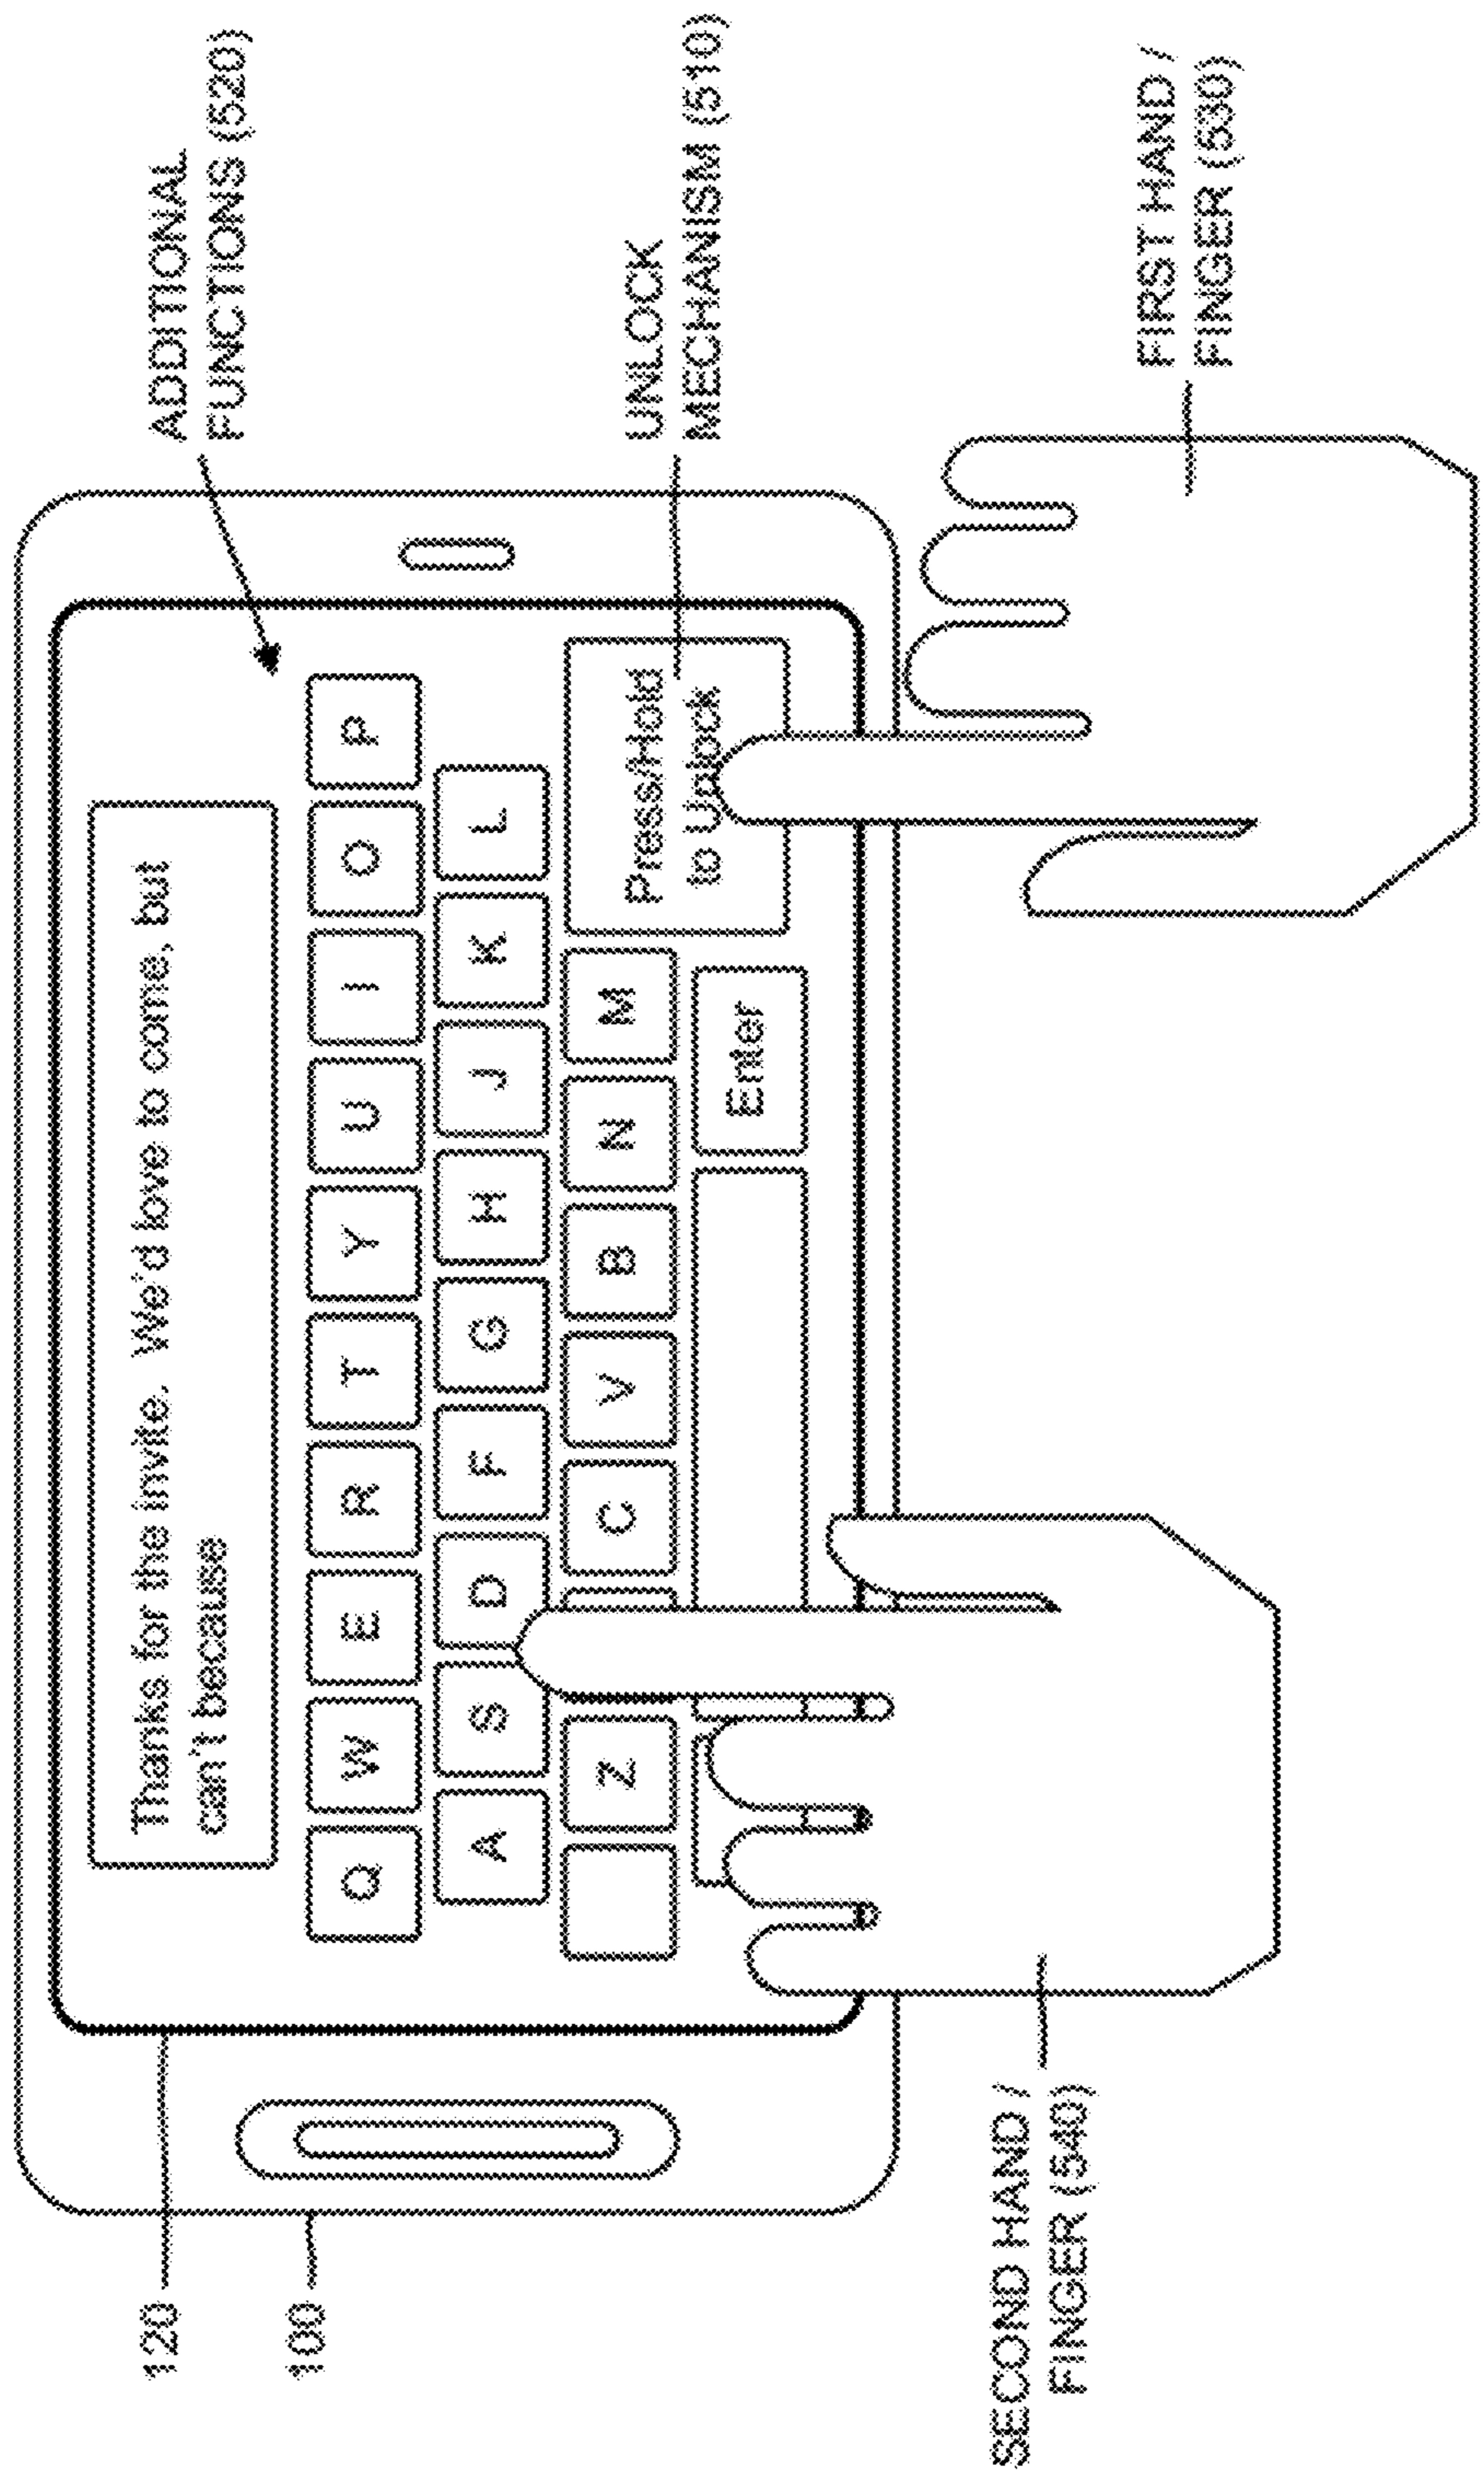 Thanks for the invite. We'd love to come, but
can't because
Q W E R T Y U I O P
A S D F G H J K L
Z C V B N M
Press/Hold
to Unlock
Enter
ADDITIONAL
FUNCTIONS (520)
UNLOCK
MECHANISM (510)
FIRST HAND /
FINGER (530)
120
100
SECOND HAND /
FINGER (540)